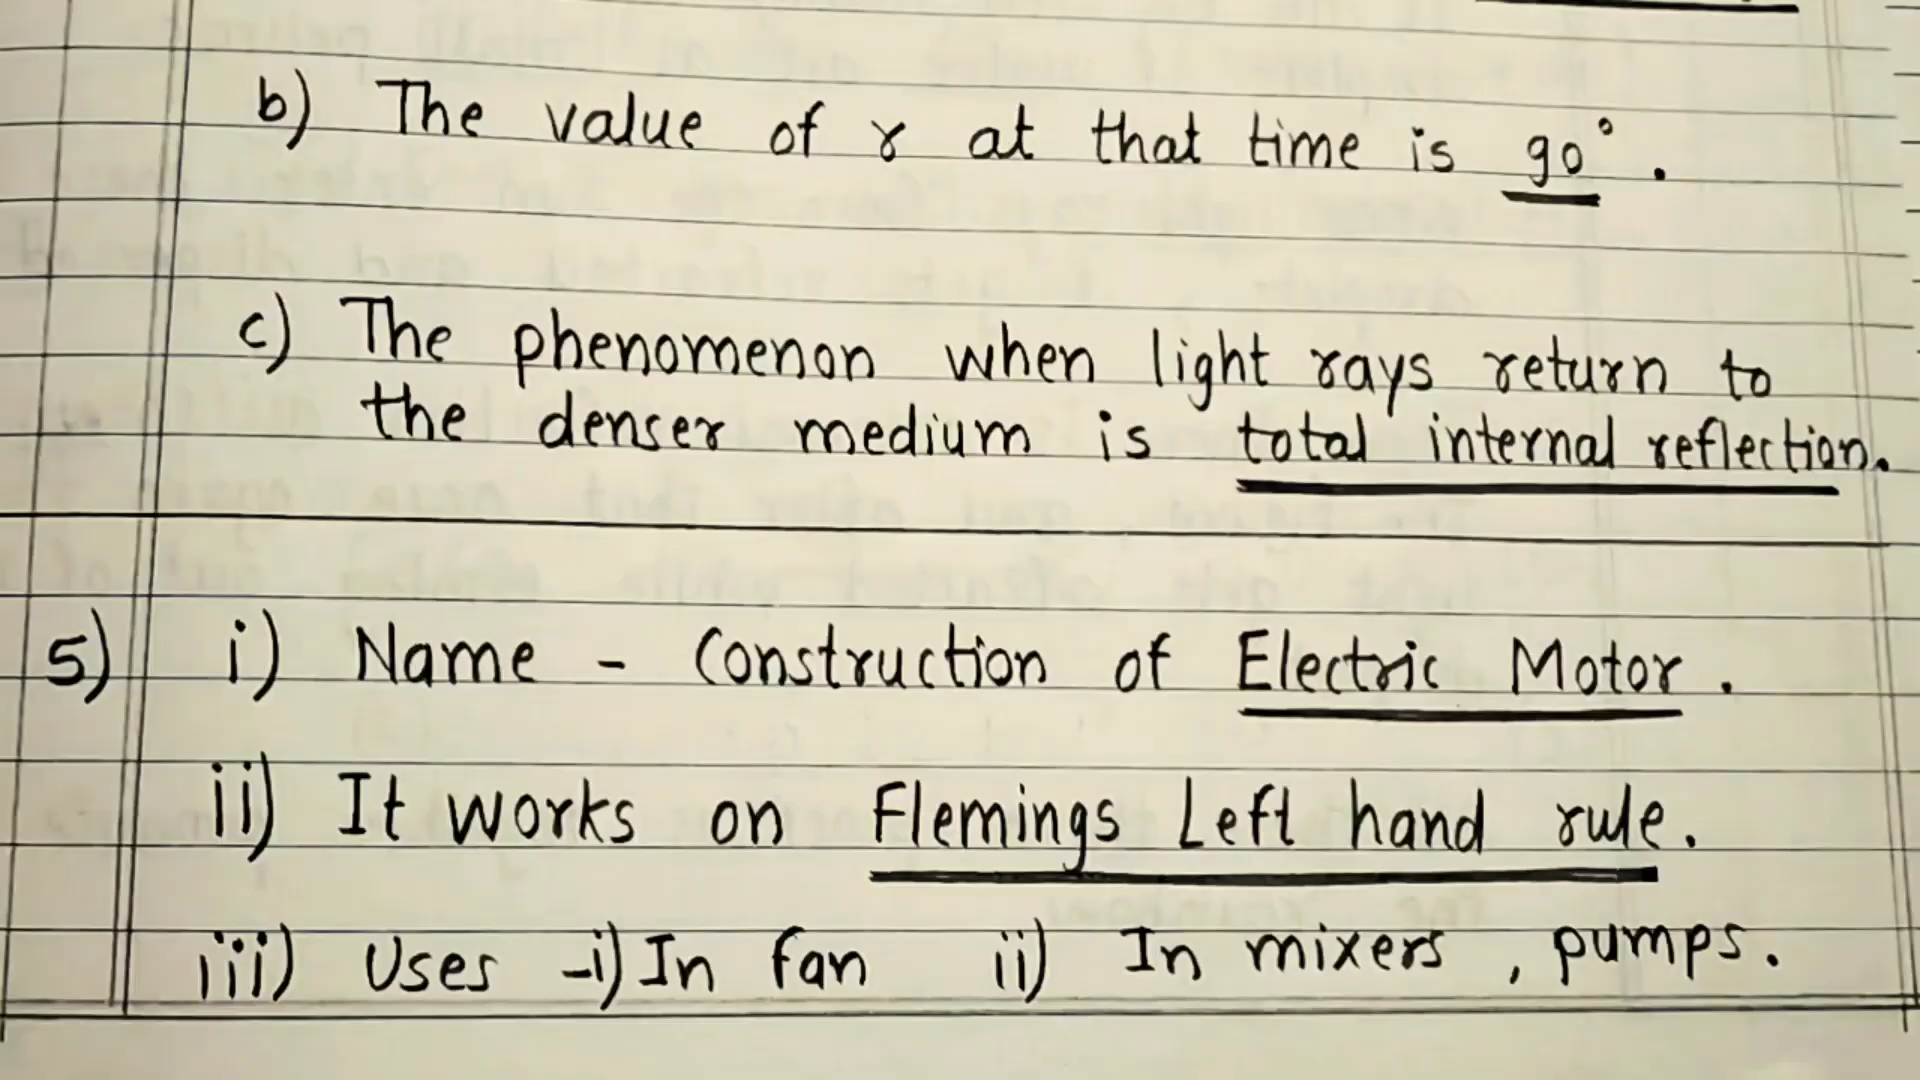 b) The value of r at that time is 90°.
c) The phenomenon when light rays return to
the denser medium is total internal reflection.
5) i) Name - Construction of Electric Motor.
ii) It works on Flemings Left hand rule.
iii) Uses -i) In fan ii) In mixers, pumps.